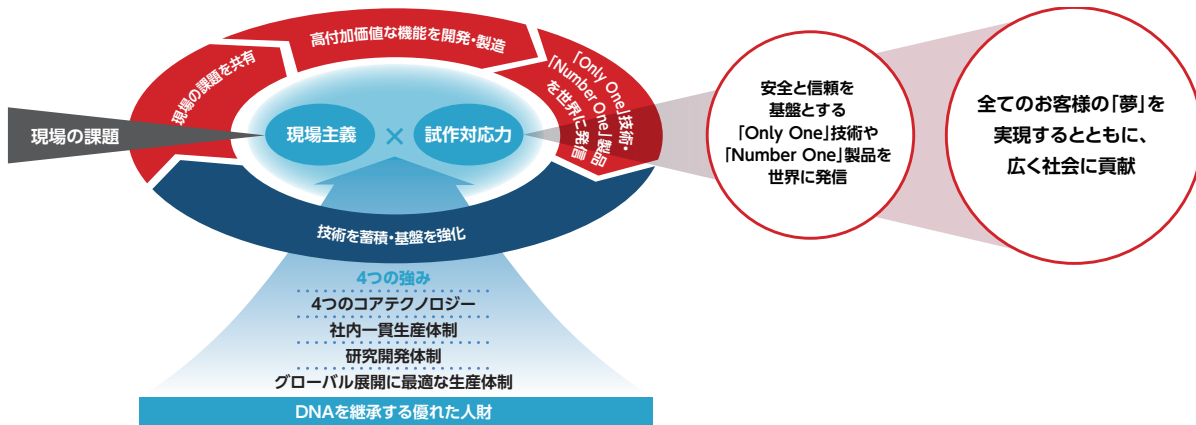 現場の課題
現場の課題を共有
高付加価値な機能を開発・製造
「Only One」技術・
「Number One」製品
を世界に発信
現場主義 × 試作対応力
技術を蓄積・基盤を強化
4つの強み
4つのコアテクノロジー
社内一貫生産体制
研究開発体制
グローバル展開に最適な生産体制
DNAを継承する優れた人財
安全と信頼を
基盤とする
「Only One」技術や
「Number One」製品を
世界に発信
全てのお客様の「夢」を
実現するとともに、
広く社会に貢献